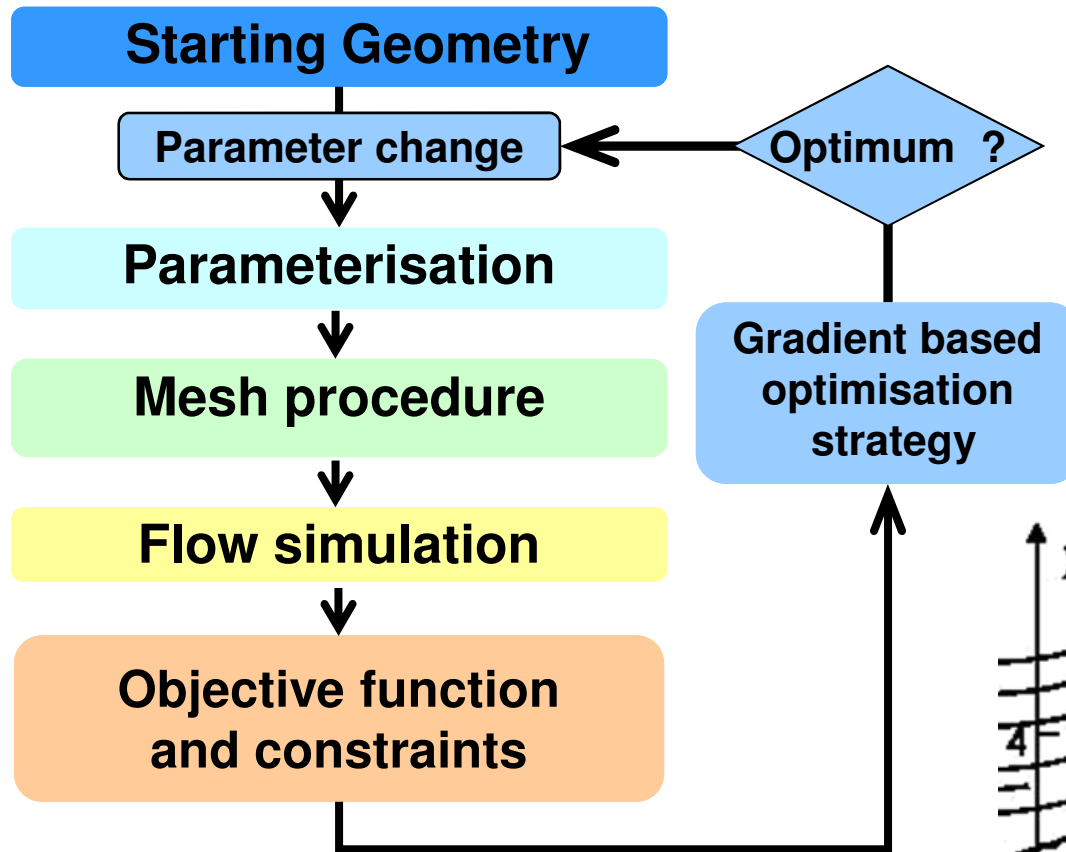 Starting Geometry
Parameter change
Optimum ?
Parameterisation
Mesh procedure
Gradient based
optimisation
strategy
Flow simulation
Objective function
and constraints
4